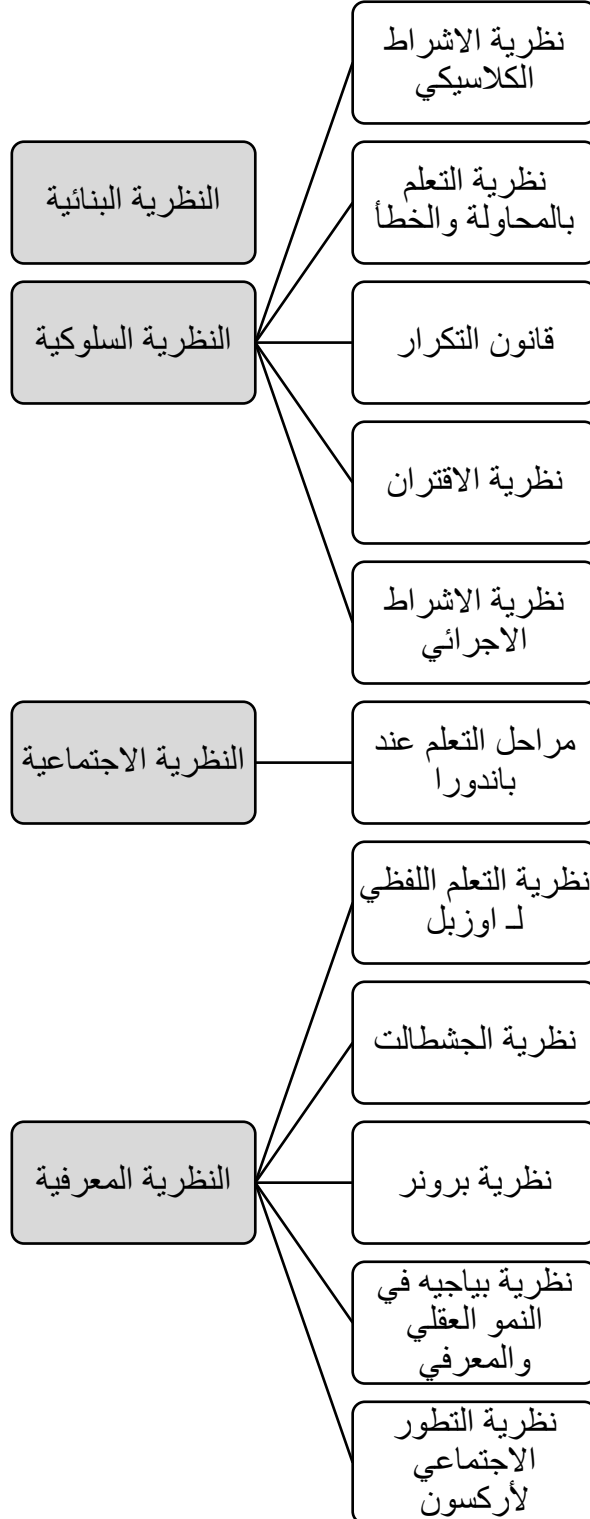 نظرية الاشراط
الكلاسيكي
النظرية البنائية
نظرية التعلم
بالمحاولة والخطأ
النظرية السلوكية
قانون التكرار
نظرية الاقتران
نظرية الاشراط
الاجرائي
النظرية الاجتماعية
مراحل التعلم عند
باندورا
نظرية التعلم اللفظي
لـ اوزبل
نظرية الجشطالت
النظرية المعرفية
نظرية برونر
نظرية بياجيه في
النمو العقلي
والمعرفي
نظرية التطور
الاجتماعي
لأركسون